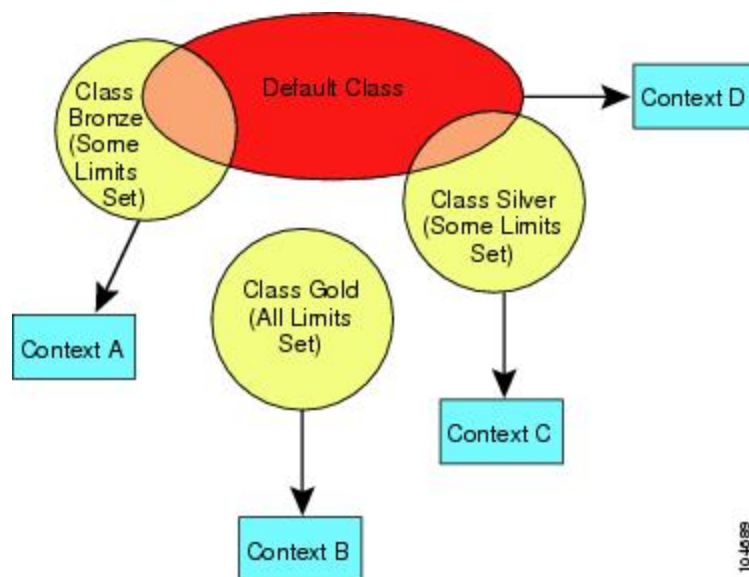 Default Class
Class
Bronze
(Some
Limits
Set)
Context D
Class Silver
(Some Limits
Set)
Class Gold
(All Limits
Set)
Context A
Context C
Context B
104689